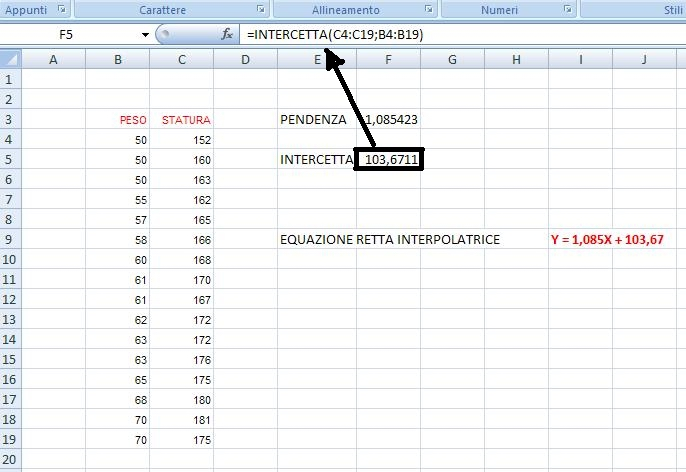 Appunti Carattere Allineamento Numeri Stili
F5 fx =INTERCETTA(C4:C19;B4:B19)
A B C D E F G H I J
1
2
3 PESO STATURA PENDENZA 1,085423
4 50 152
5 50 160 INTERCETTA 103,6711
6 50 163
7 55 162
8 57 165
9 58 166 EQUAZIONE RETTA INTERPOLATRICE Y = 1,085X + 103,67
10 60 168
11 61 170
12 61 167
13 62 172
14 63 172
15 63 176
16 65 175
17 68 180
18 70 181
19 70 175
20